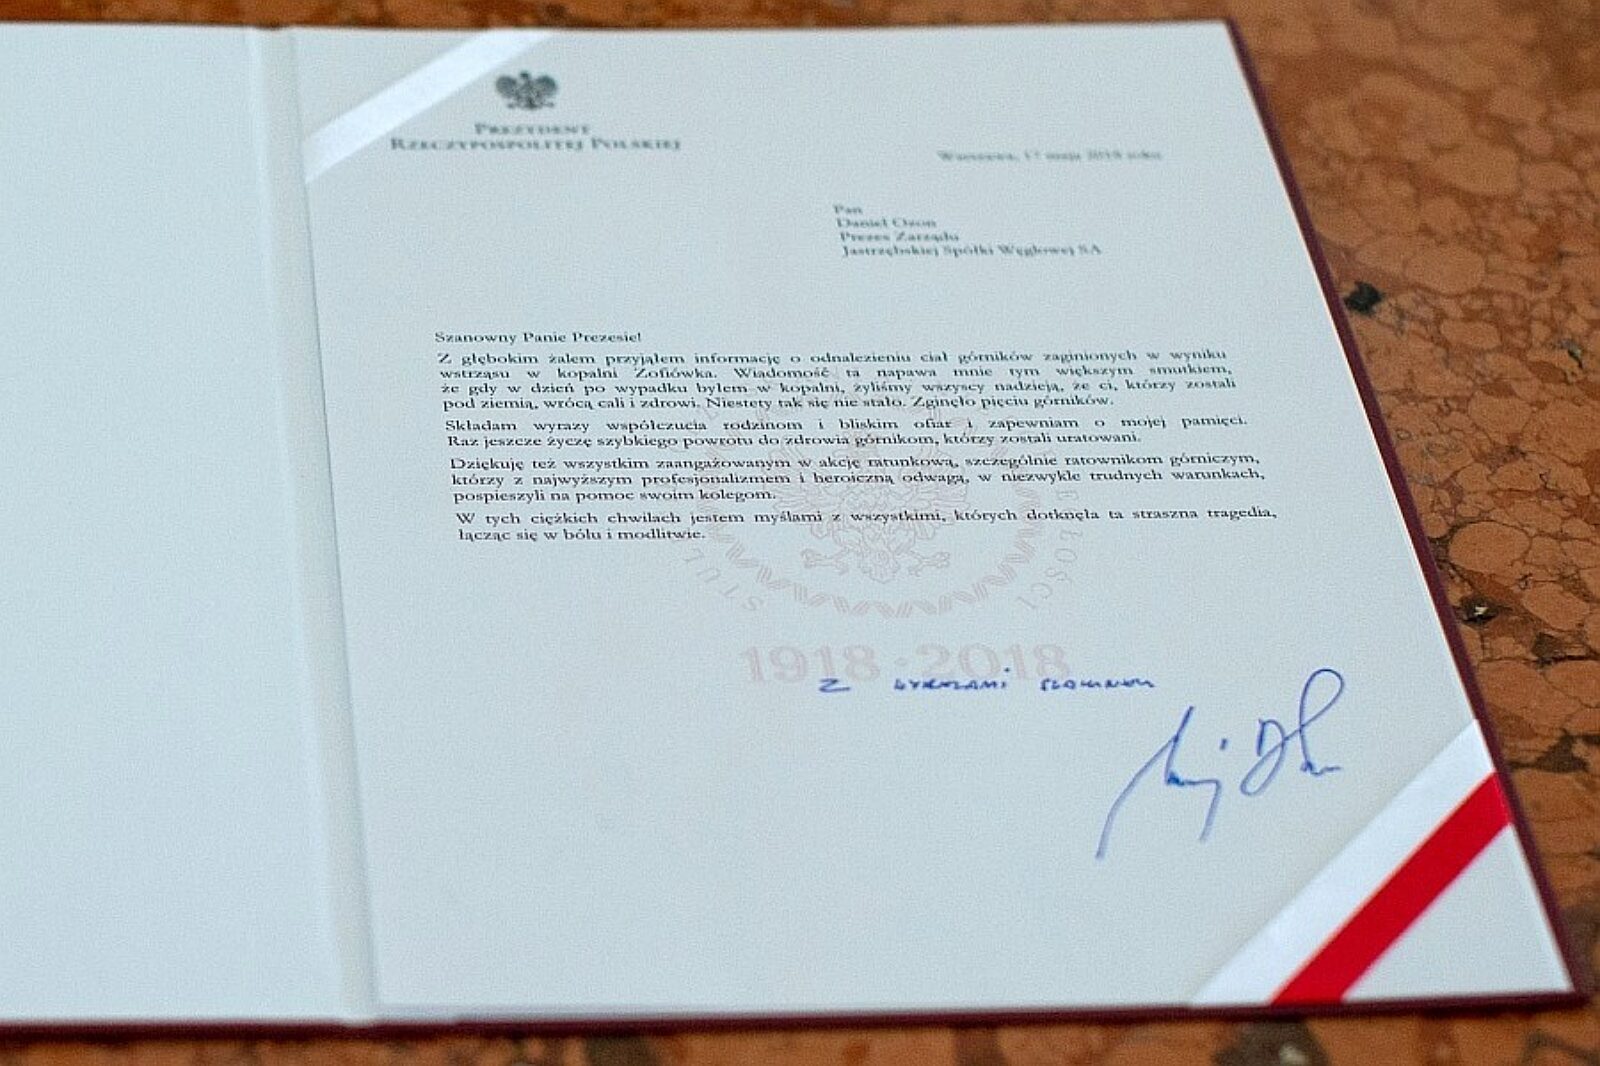 Prezydent
Rzeczypospolitej Polskiej
Warszawa, 17 maja 2018 roku
Pan
Daniel Ozon
Prezes Zarządu
Jastrzębskiej Spółki Węglowej SA
Szanowny Panie Prezesie!
Z głębokim żalem przyjąłem informację o odnalezieniu ciał górników zaginionych w wyniku
wstrząsu w kopalni Zofiówka. Wiadomość ta napawa mnie tym większym smutkiem,
że gdy w dzień po wypadku byłem w kopalni, żyliśmy wszyscy nadzieją, że ci, którzy zostali
pod ziemią, wrócą cali i zdrowi. Niestety tak się nie stało. Zginęło pięciu górników.
Składam wyrazy współczucia rodzinom i bliskim ofiar i zapewniam o mojej pamięci.
Raz jeszcze życzę szybkiego powrotu do zdrowia górnikom, którzy zostali uratowani.
Dziękuję też wszystkim zaangażowanym w akcję ratunkową, szczególnie ratownikom górniczym,
którzy z najwyższym profesjonalizmem i heroiczną odwagą, w niezwykle trudnych warunkach,
pospieszyli na pomoc swoim kolegom.
W tych ciężkich chwilach jestem myślami z wszystkimi, których dotknęła ta straszna tragedia,
łącząc się w bólu i modlitwie.
1918 · 2018
Z wyrazami szacunku